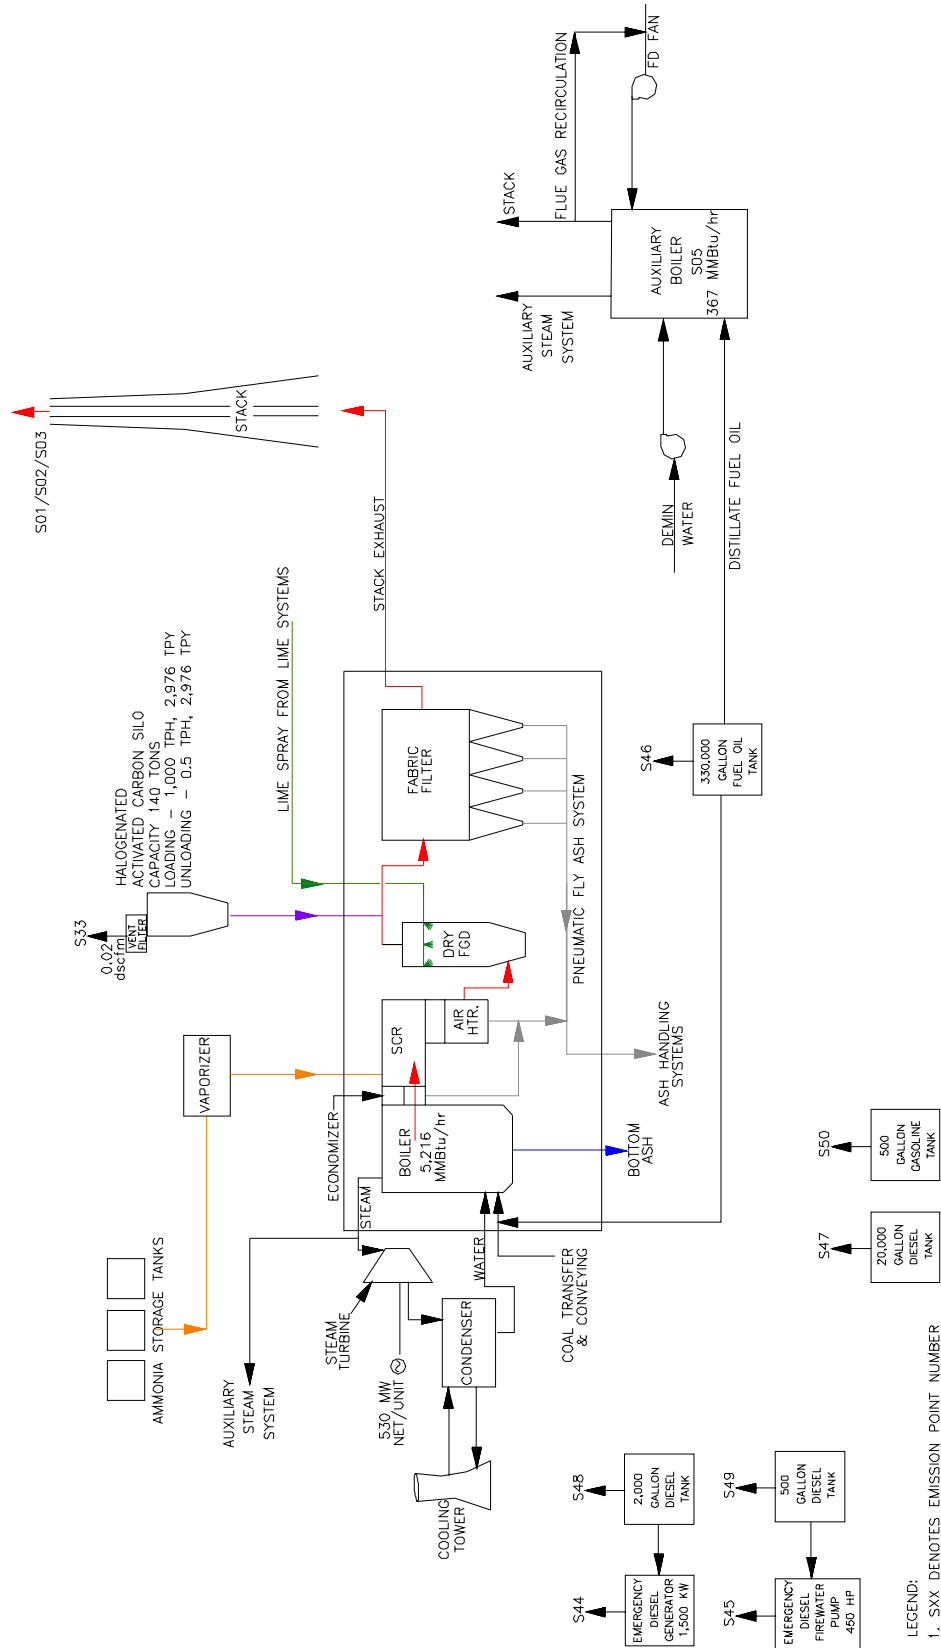 S01/S02/S03
STACK
HALOGENATED
ACTIVATED CARBON SILO
CAPACITY 140 TONS
LOADING – 1,000 TPH, 2,976 TPY
UNLOADING – 0.5 TPH, 2,976 TPY
S33
0.02
dscfm
VENT
FILTER
LIME SPRAY FROM LIME SYSTEMS
STACK EXHAUST
AMMONIA STORAGE TANKS
VAPORIZER
AUXILIARY
STEAM
SYSTEM
STEAM
ECONOMIZER
BOILER
5,216
MMBtu/hr
SCR
AIR
HTR.
DRY
FGD
FABRIC
FILTER
PNEUMATIC FLY ASH SYSTEM
ASH HANDLING
SYSTEMS
BOTTOM
ASH
STEAM
TURBINE
530 MW
NET/UNIT
CONDENSER
WATER
COAL TRANSFER
& CONVEYING
COOLING
TOWER
AUXILIARY
STEAM
SYSTEM
STACK
FLUE GAS RECIRCULATION
FD FAN
AUXILIARY
BOILER
S05
367 MMBtu/hr
DEMIN
WATER
DISTILLATE FUEL OIL
S46
330,000
GALLON
FUEL OIL
TANK
S48
2,000
GALLON
DIESEL
TANK
S44
EMERGENCY
DIESEL
GENERATOR
1,500 KW
S49
500
GALLON
DIESEL
TANK
S45
EMERGENCY
DIESEL
FIREWATER
PUMP
450 HP
S47
20,000
GALLON
DIESEL
TANK
S50
500
GALLON
GASOLINE
TANK
LEGEND:
1. SXX DENOTES EMISSION POINT NUMBER